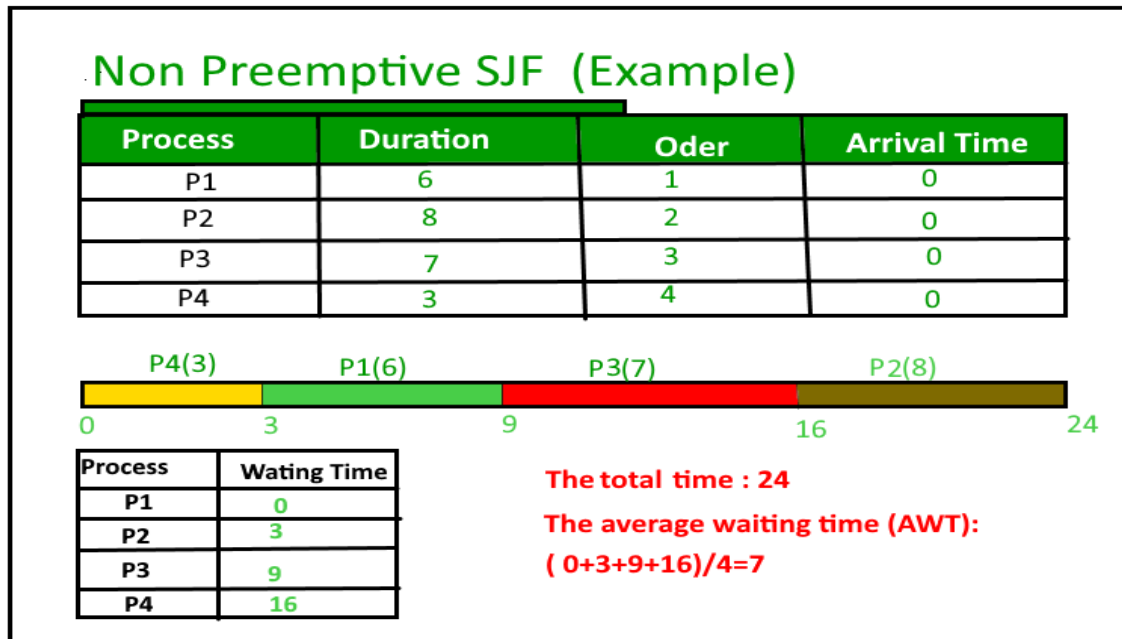 Non Preemptive SJF (Example)
Process Duration Oder Arrival Time
P1 6 1 0
P2 8 2 0
P3 7 3 0
P4 3 4 0
P4(3) P1(6) P3(7) P2(8)
0 3 9 16 24
Process Wating Time
P1 0
P2 3
P3 9
P4 16
The total time : 24
The average waiting time (AWT):
( 0+3+9+16)/4=7